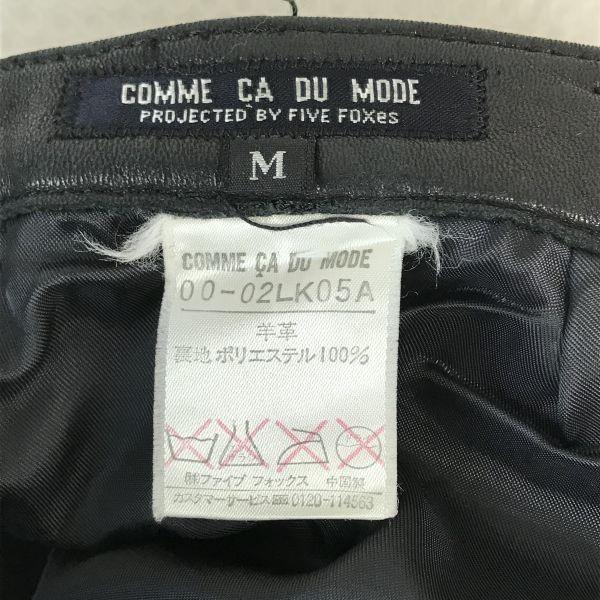 COMME ÇA DU MODE
PROJECTED BY FIVE FOXes
M
COMME ÇA DU MODE
00-02LK05A
羊革
裏地 ポリエステル100%
㈱ファイブ フォックス 中国製
カスタマーサービス 0120-114563